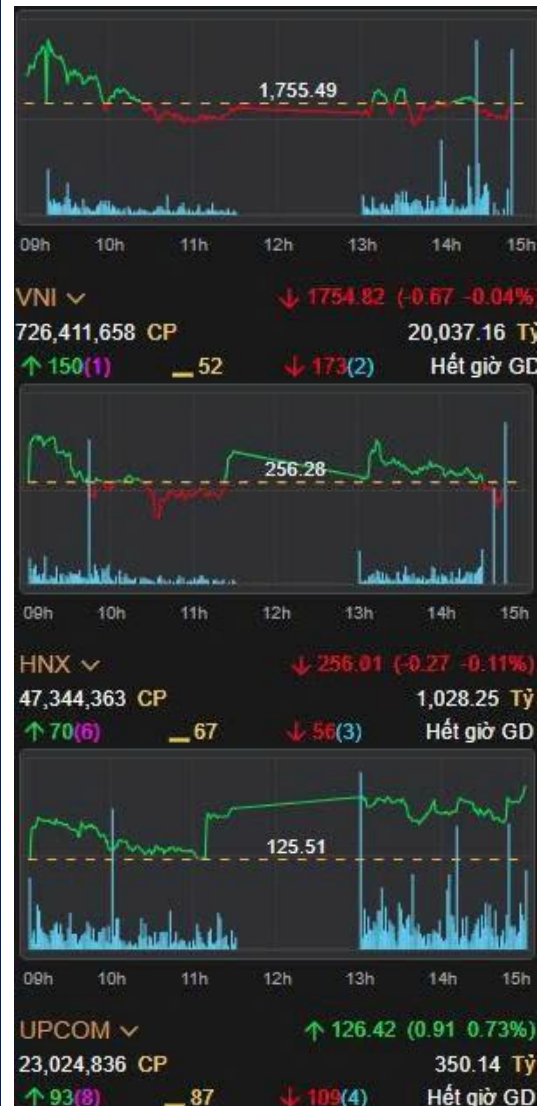 1,755.49
09h 10h 11h 12h 13h 14h 15h
VNI ↓ 1754.82 (-0.67 -0.04%
726,411,658 CP 20,037.16 Tỷ
↑ 150(1) 52 ↓ 173(2) Hết giờ GD
256.28
09h 10h 11h 12h 13h 14h 15h
HNX ↓ 256.01 (-0.27 -0.11%)
47,344,363 CP 1,028.25 Tỷ
↑ 70(6) 67 ↓ 56(3) Hết giờ GD
125.51
09h 10h 11h 12h 13h 14h 15h
UPCOM ↑ 126.42 (0.91 0.73%)
23,024,836 CP 350.14 Tỷ
↑ 93(8) 87 ↓ 109(4) Hết giờ GD